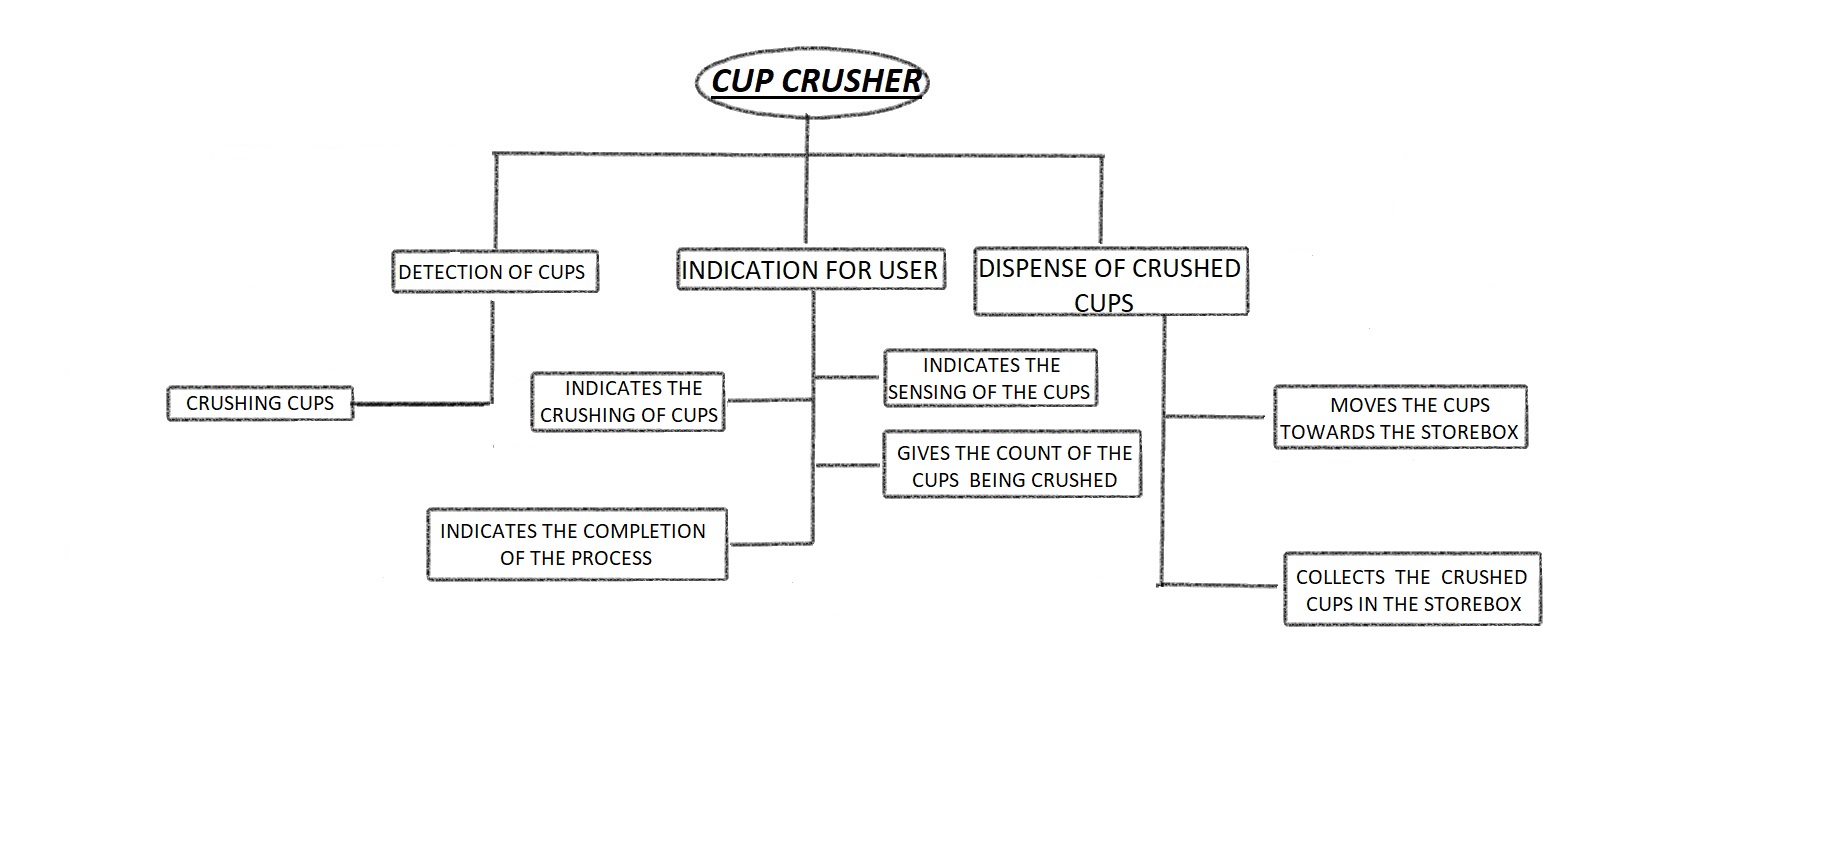 CUP CRUSHER
DETECTION OF CUPS
INDICATION FOR USER
DISPENSE OF CRUSHED
CUPS
CRUSHING CUPS
INDICATES THE
CRUSHING OF CUPS
INDICATES THE
SENSING OF THE CUPS
GIVES THE COUNT OF THE
CUPS BEING CRUSHED
INDICATES THE COMPLETION
OF THE PROCESS
MOVES THE CUPS
TOWARDS THE STOREBOX
COLLECTS THE CRUSHED
CUPS IN THE STOREBOX